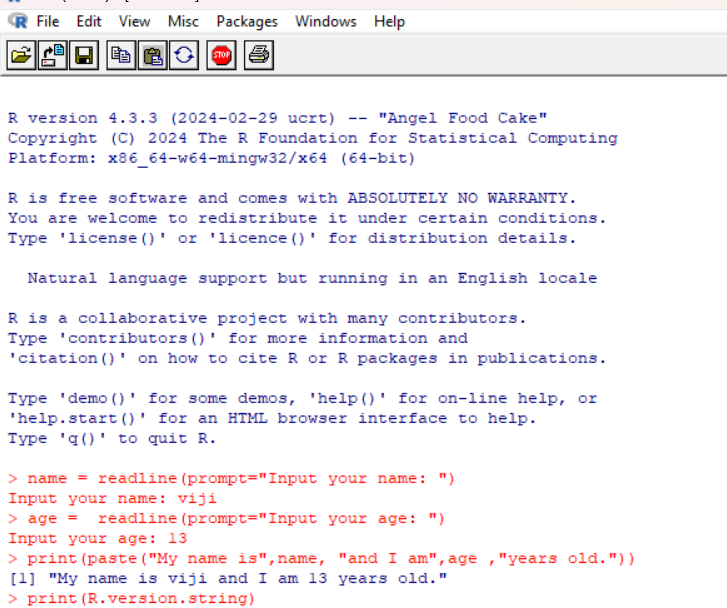 R File Edit View Misc Packages Windows Help
STOP
R version 4.3.3 (2024-02-29 ucrt) -- "Angel Food Cake"
Copyright (C) 2024 The R Foundation for Statistical Computing
Platform: x86_64-w64-mingw32/x64 (64-bit)
R is free software and comes with ABSOLUTELY NO WARRANTY.
You are welcome to redistribute it under certain conditions.
Type 'license()' or 'licence()' for distribution details.
Natural language support but running in an English locale
R is a collaborative project with many contributors.
Type 'contributors()' for more information and
'citation()' on how to cite R or R packages in publications.
Type 'demo()' for some demos, 'help()' for on-line help, or
'help.start()' for an HTML browser interface to help.
Type 'q()' to quit R.
> name = readline(prompt="Input your name: ")
Input your name: viji
> age =  readline(prompt="Input your age: ")
Input your age: 13
> print(paste("My name is",name, "and I am",age ,"years old."))
[1] "My name is viji and I am 13 years old."
> print(R.version.string)